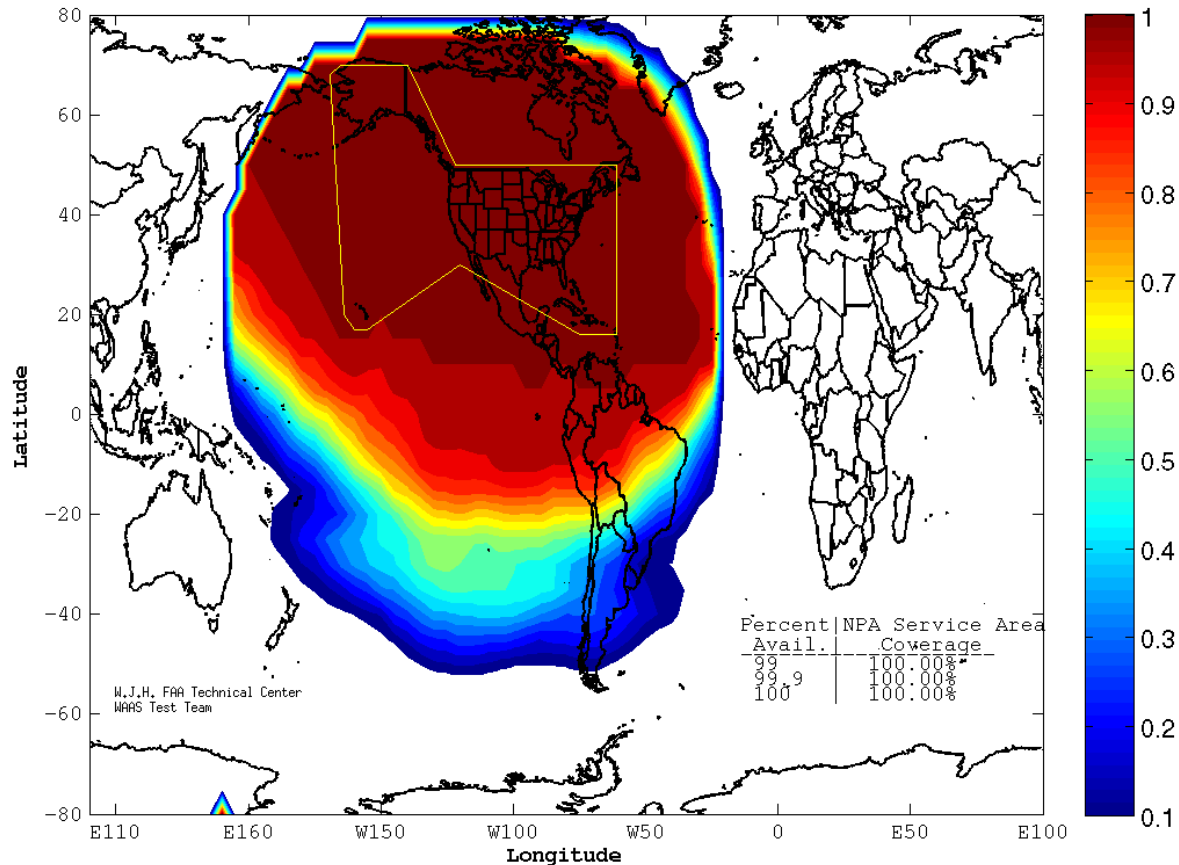 80
60
40
20
0
-20
-40
-60
-80
Latitude
E110 E160 W150 W100 W50 0 E50 E100
Longitude
1
0.9
0.8
0.7
0.6
0.5
0.4
0.3
0.2
0.1
Percent|NPA Service Area
Avail.| Coverage
99 | 100.00%
99.9 | 100.00%
100 | 100.00%
W.J.H. FAA Technical Center
WAAS Test Team